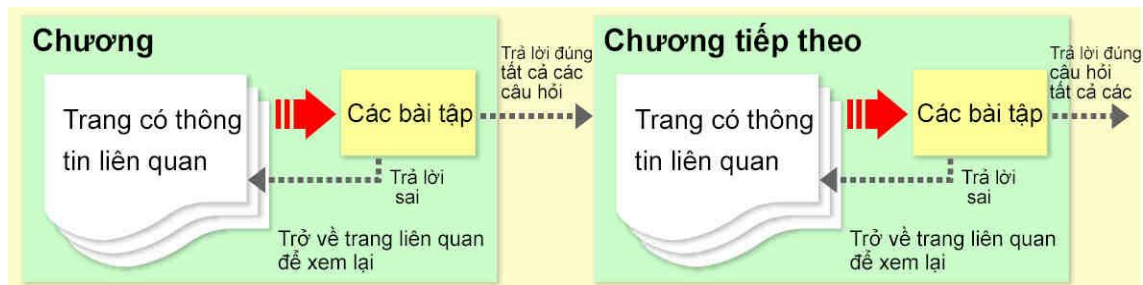 Chương
Trang có thông
tin liên quan
Các bài tập
Trả lời đúng
tất cả các
câu hỏi
Trả lời
sai
Trở về trang liên quan
để xem lại
Chương tiếp theo
Trang có thông
tin liên quan
Các bài tập
Trả lời đúng
câu hỏi
tất cả các
Trả lời
sai
Trở về trang liên quan
để xem lại